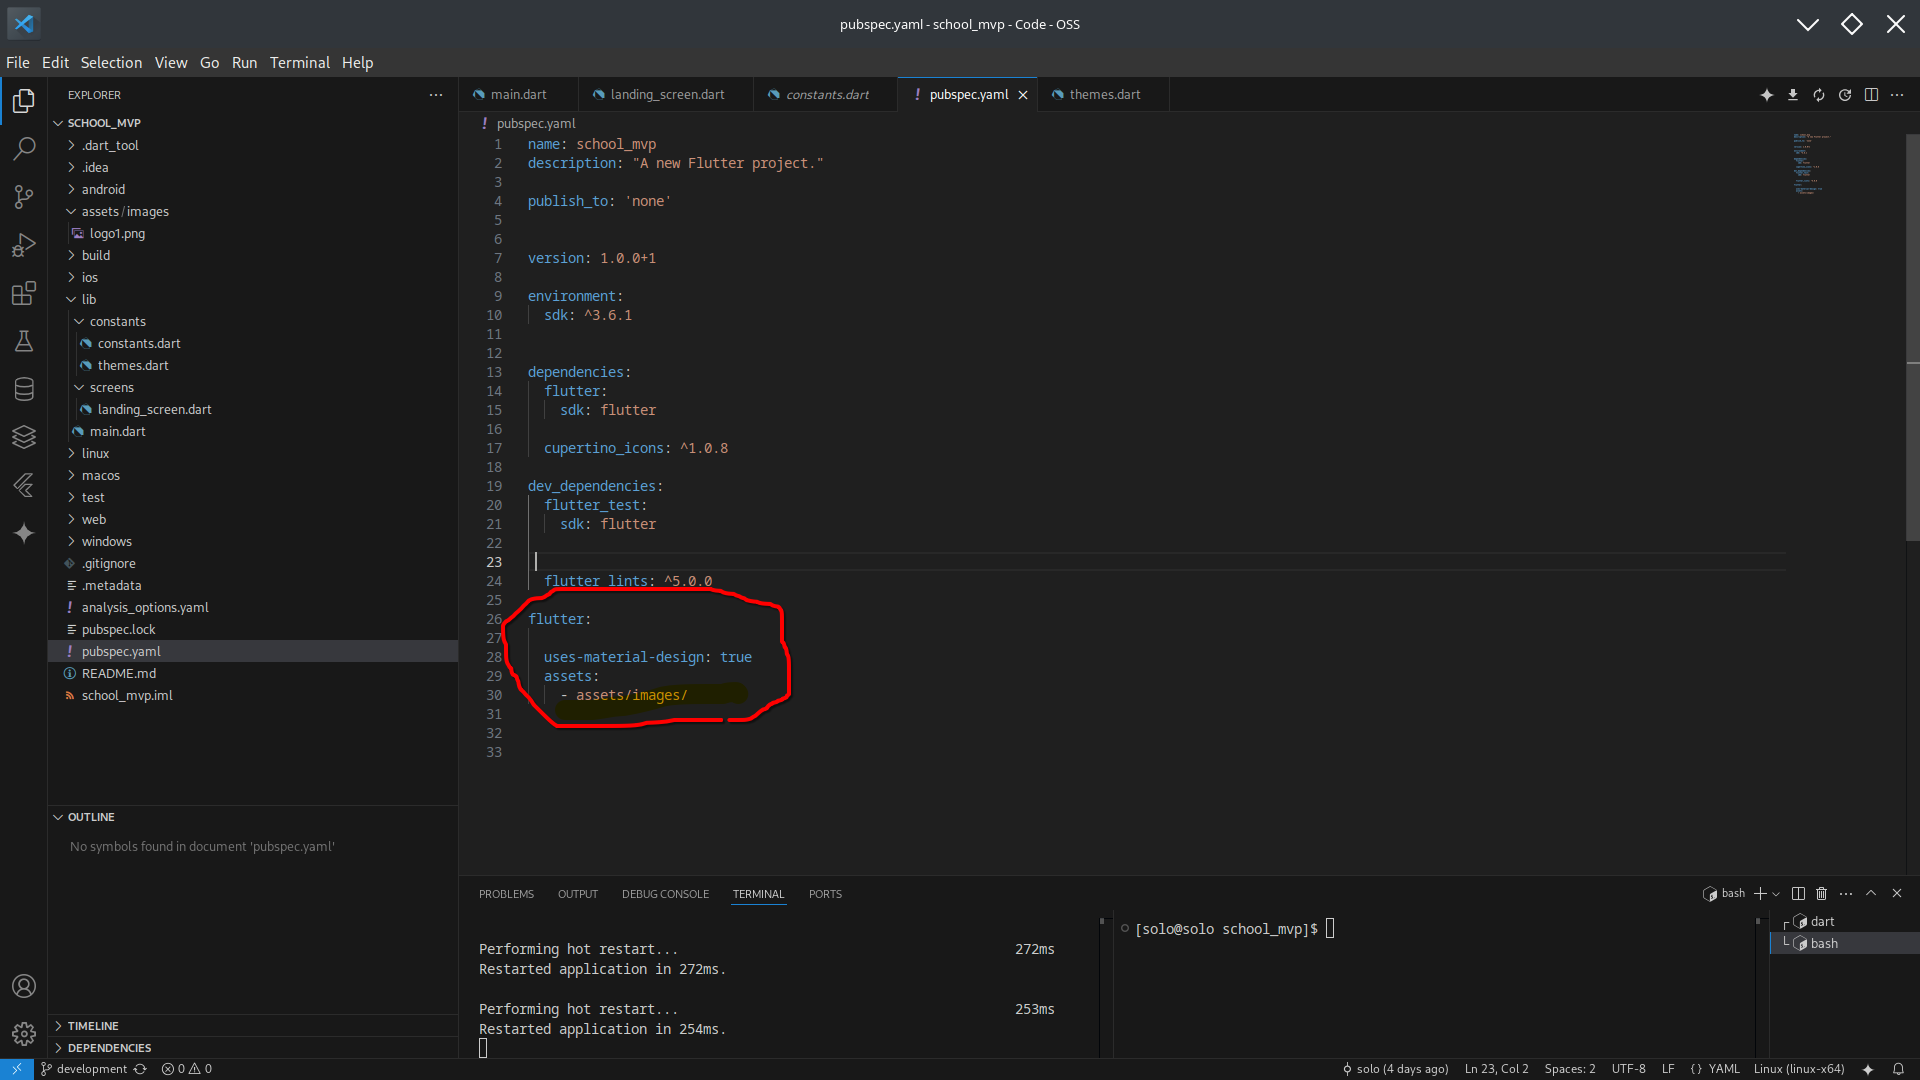 pubspec.yaml - school_mvp - Code - OSS
File Edit Selection View Go Run Terminal Help
EXPLORER
SCHOOL_MVP
.dart_tool
.idea
android
assets / images
logo1.png
build
ios
lib
constants
constants.dart
themes.dart
screens
landing_screen.dart
main.dart
linux
macos
test
web
windows
.gitignore
.metadata
analysis_options.yaml
pubspec.lock
pubspec.yaml
README.md
school_mvp.iml
OUTLINE
No symbols found in document 'pubspec.yaml'
TIMELINE
DEPENDENCIES
main.dart landing_screen.dart constants.dart pubspec.yaml themes.dart
pubspec.yaml
1 name: school_mvp
2 description: "A new Flutter project."
3
4 publish_to: 'none'
5
6
7 version: 1.0.0+1
8
9 environment:
10 sdk: ^3.6.1
11
12
13 dependencies:
14 flutter:
15 sdk: flutter
16
17 cupertino_icons: ^1.0.8
18
19 dev_dependencies:
20 flutter_test:
21 sdk: flutter
22
23
24 flutter_lints: ^5.0.0
25
26 flutter:
27
28 uses-material-design: true
29 assets:
30 - assets/images/
31
32
33
PROBLEMS OUTPUT DEBUG CONSOLE TERMINAL PORTS
bash
Performing hot restart... 272ms
Restarted application in 272ms.
Performing hot restart... 253ms
Restarted application in 254ms.
[solo@solo school_mvp]$
dart
bash
development 0 0 solo (4 days ago) Ln 23, Col 2 Spaces: 2 UTF-8 LF {} YAML Linux (linux-x64)